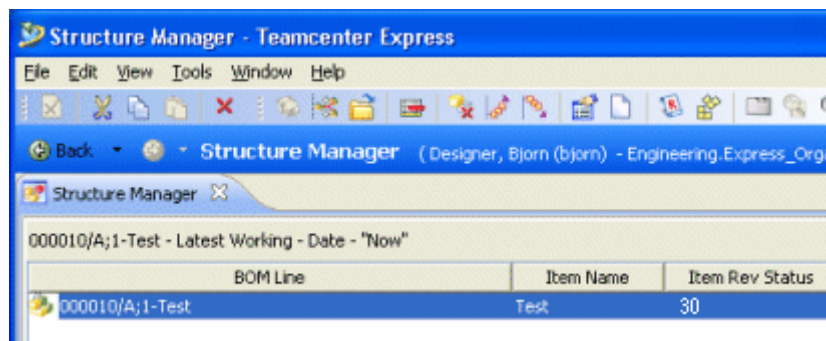 Structure Manager - Teamcenter Express
File Edit View Tools Window Help
Back Structure Manager ( Designer, Bjorn (bjorn) - Engineering.Express_Orga
Structure Manager
000010/A;1-Test - Latest Working - Date - "Now"
BOM Line Item Name Item Rev Status
000010/A;1-Test Test 30